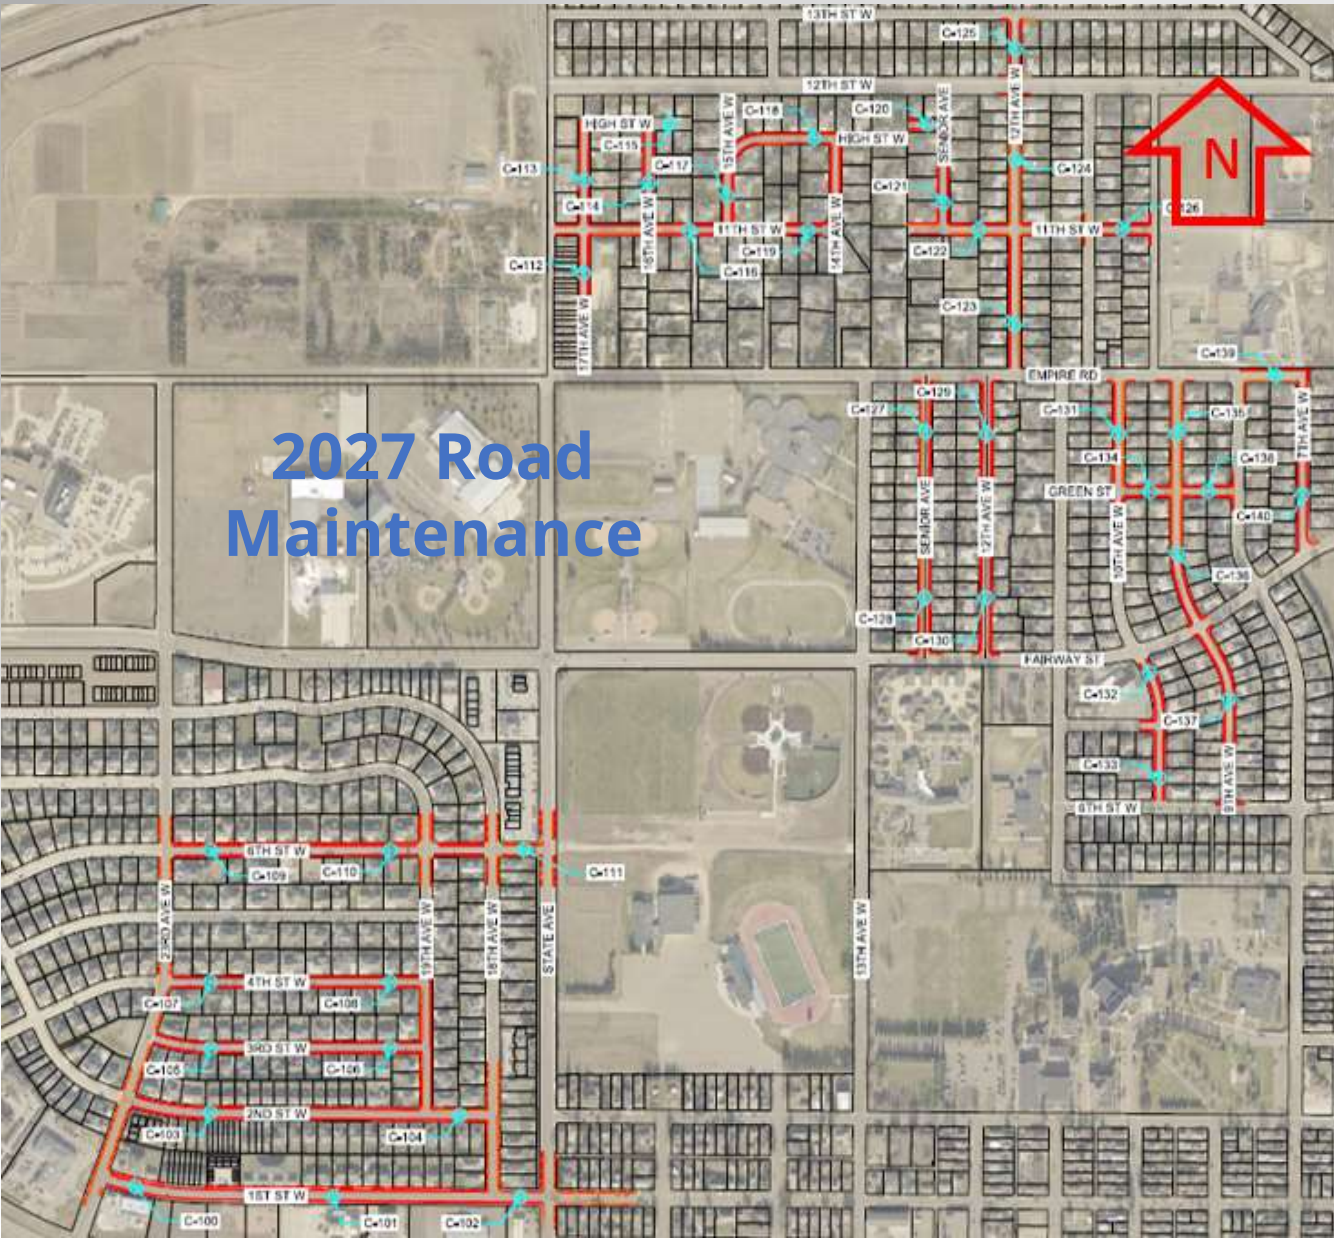 13TH ST W
C-125
12TH ST W
12TH AVE W
C-118
C-120
SENIOR AVE
15TH AVE W
HIGH ST W
HIGH ST W
C-115
C-117
C-113
C-124
N
C-114
C-121
C-126
16TH AVE W
11TH ST W
14TH AVE W
11TH ST W
C-119
C-122
C-112
C-116
C-123
17TH AVE W
C-139
EMPIRE RD
C-129
C-127
C-131
C-135
7TH AVE W
2027 Road
Maintenance
C-134
C-138
GREEN ST
SENIOR AVE
12TH AVE W
10TH AVE W
C-140
C-136
C-128
C-130
FAIRWAY ST
C-132
C-137
C-133
9TH AVE W
6TH ST W
6TH ST W
C-109
C-110
C-111
23RD AVE W
19TH AVE W
18TH AVE W
STATE AVE
13TH AVE W
4TH ST W
C-107
C-108
3RD ST W
C-105
C-106
2ND ST W
C-103
C-104
1ST ST W
C-100
C-101
C-102